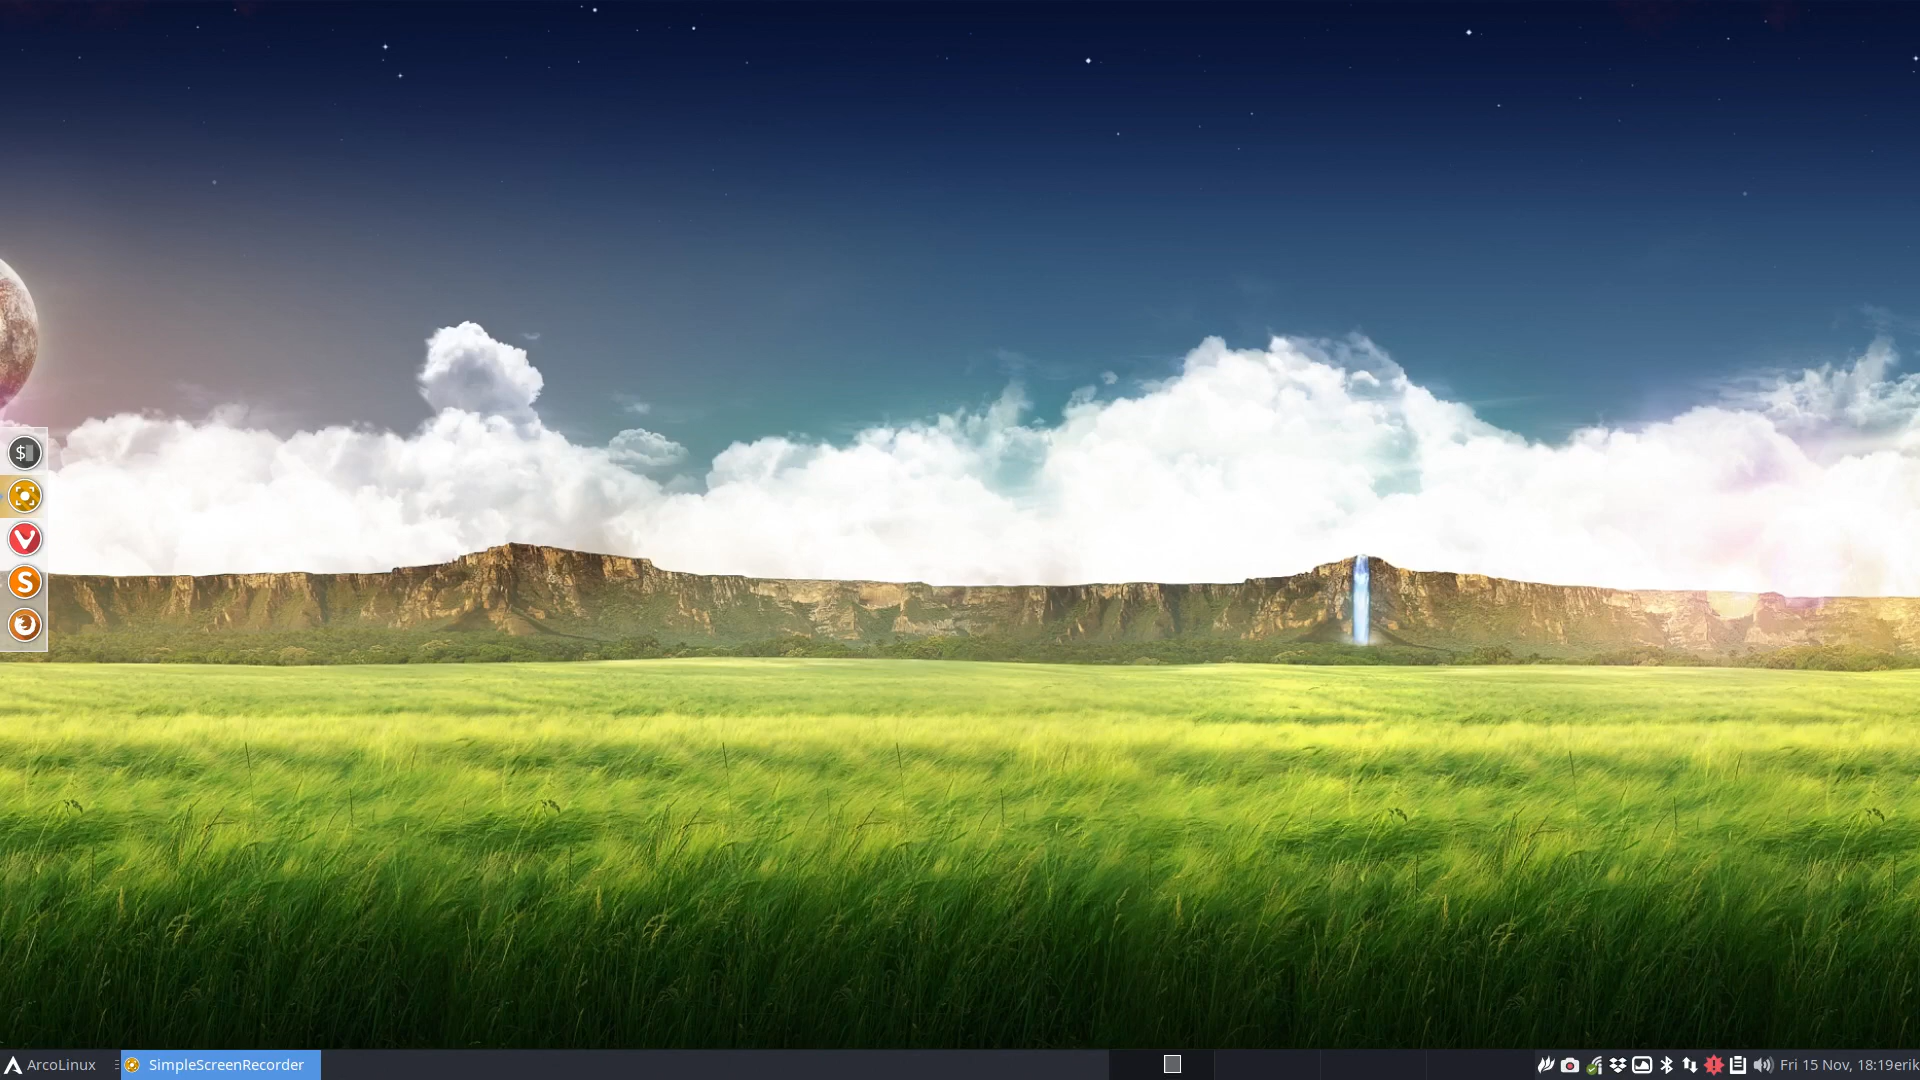 $
S
ArcoLinux
SimpleScreenRecorder
Fri 15 Nov, 18:19erik